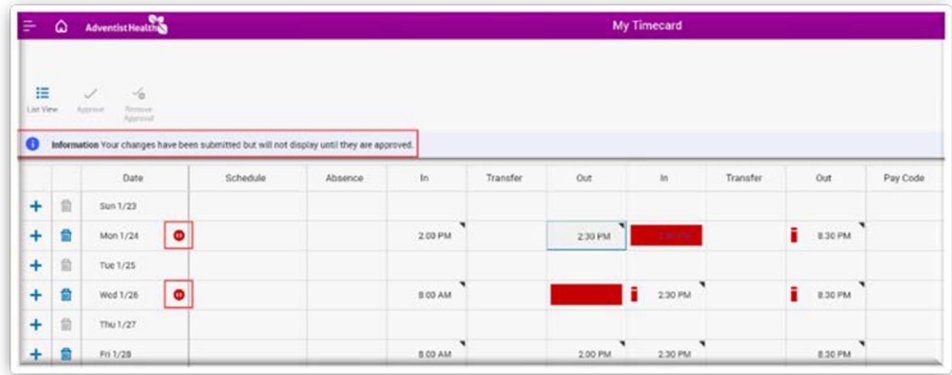 AdventistHealth My Timecard
List View Approve Remove Approval
Information Your changes have been submitted but will not display until they are approved.
Date Schedule Absence In Transfer Out In Transfer Out Pay Code
Sun 1/23
Mon 1/24 2:00 PM 2:30 PM 8:30 PM
Tue 1/25
Wed 1/26 8:00 AM 2:30 PM 8:30 PM
Thu 1/27
Fri 1/28 8:00 AM 2:00 PM 2:30 PM 8:30 PM